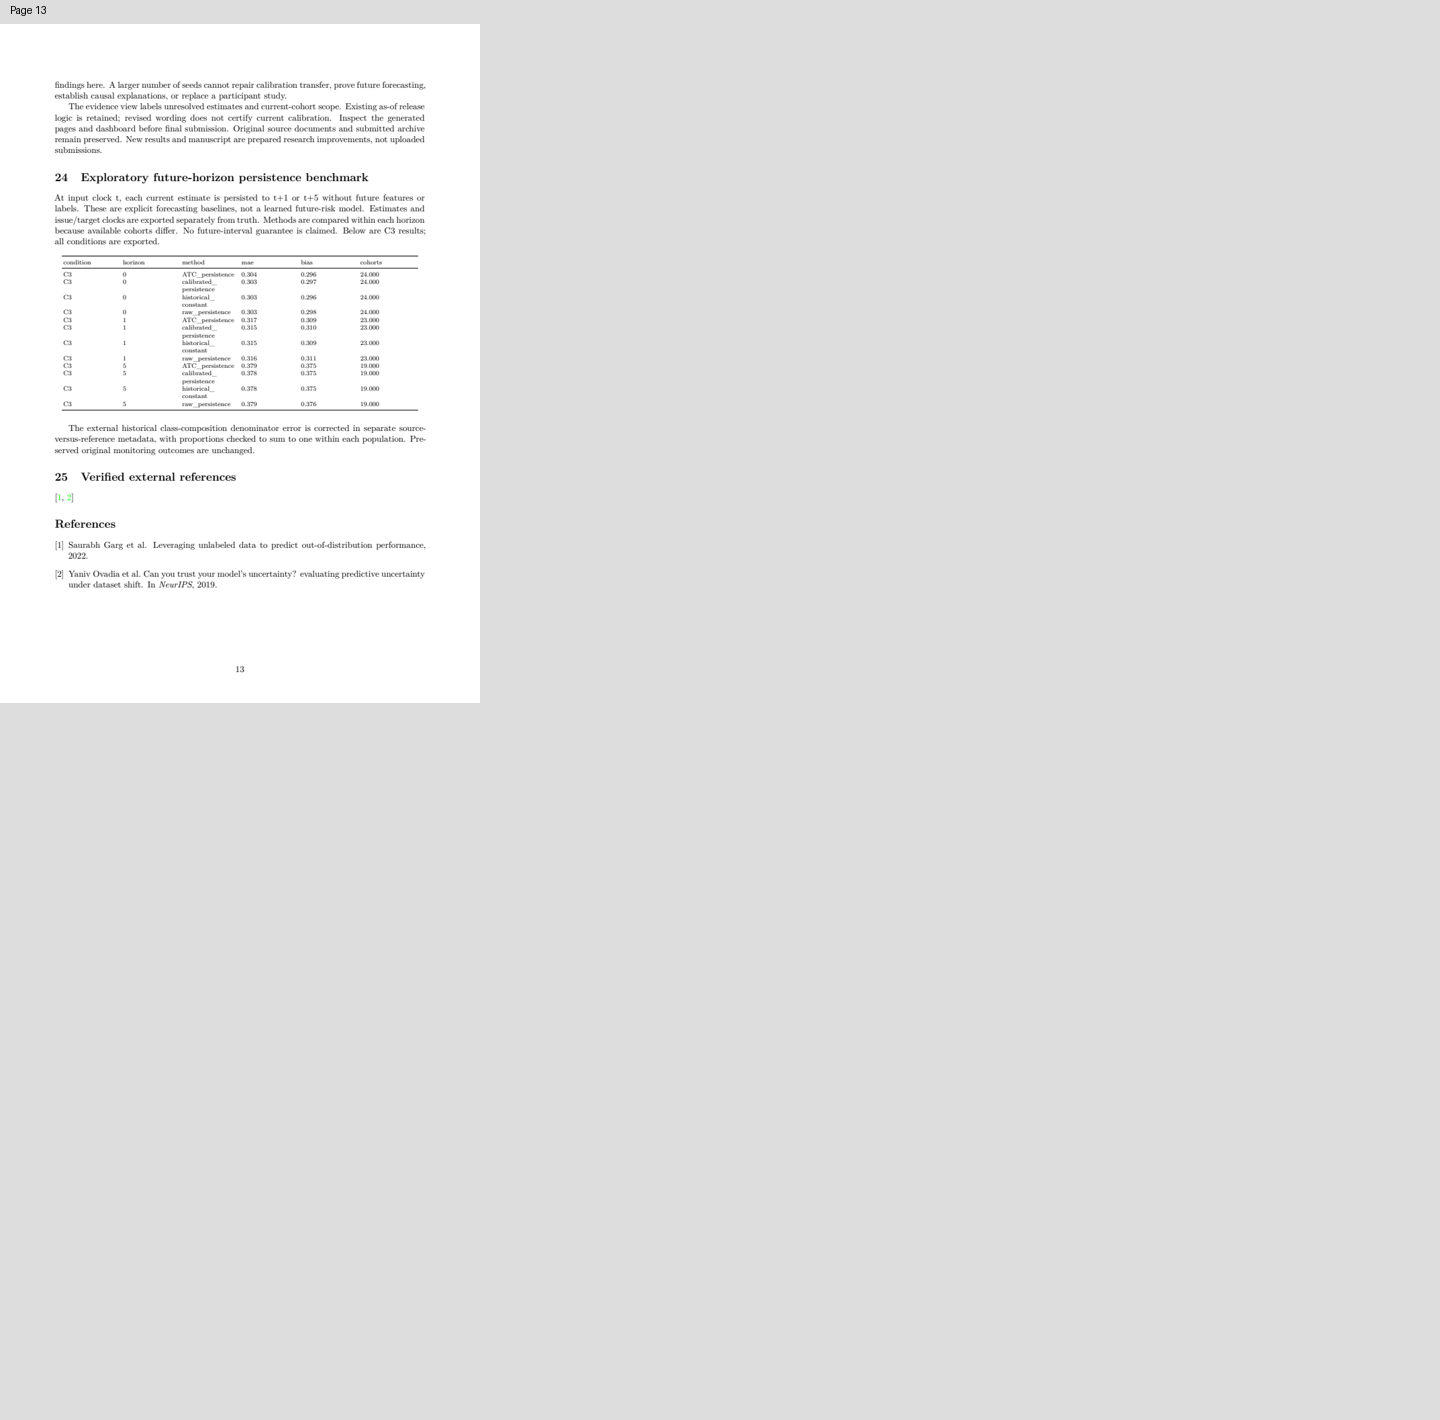 Page 13
findings here. A larger number of seeds cannot repair calibration transfer, prove future forecasting,
establish causal explanations, or replace a participant study.
The evidence view labels unresolved estimates and current-cohort scope. Existing as-of release
logic is retained; revised wording does not certify current calibration. Inspect the generated
pages and dashboard before final submission. Original source documents and submitted archive
remain preserved. New results and manuscript are prepared research improvements, not uploaded
submissions.
24 Exploratory future-horizon persistence benchmark
At input clock t, each current estimate is persisted to t+1 or t+5 without future features or
labels. These are explicit forecasting baselines, not a learned future-risk model. Estimates and
issue/target clocks are exported separately from truth. Methods are compared within each horizon
because available cohorts differ. No future-interval guarantee is claimed. Below are C3 results;
all conditions are exported.
condition horizon method mae bias cohorts
C3 0 ATC_persistence 0.304 0.296 24.000
C3 0 calibrated_ 0.303 0.297 24.000
persistence
C3 0 historical_ 0.303 0.296 24.000
constant
C3 0 raw_persistence 0.303 0.298 24.000
C3 1 ATC_persistence 0.317 0.309 23.000
C3 1 calibrated_ 0.315 0.310 23.000
persistence
C3 1 historical_ 0.315 0.309 23.000
constant
C3 1 raw_persistence 0.316 0.311 23.000
C3 5 ATC_persistence 0.379 0.375 19.000
C3 5 calibrated_ 0.378 0.375 19.000
persistence
C3 5 historical_ 0.378 0.375 19.000
constant
C3 5 raw_persistence 0.379 0.376 19.000
The external historical class-composition denominator error is corrected in separate source-
versus-reference metadata, with proportions checked to sum to one within each population. Pre-
served original monitoring outcomes are unchanged.
25 Verified external references
[1, 2]
References
[1] Saurabh Garg et al. Leveraging unlabeled data to predict out-of-distribution performance,
2022.
[2] Yaniv Ovadia et al. Can you trust your model's uncertainty? evaluating predictive uncertainty
under dataset shift. In NeurIPS, 2019.
13